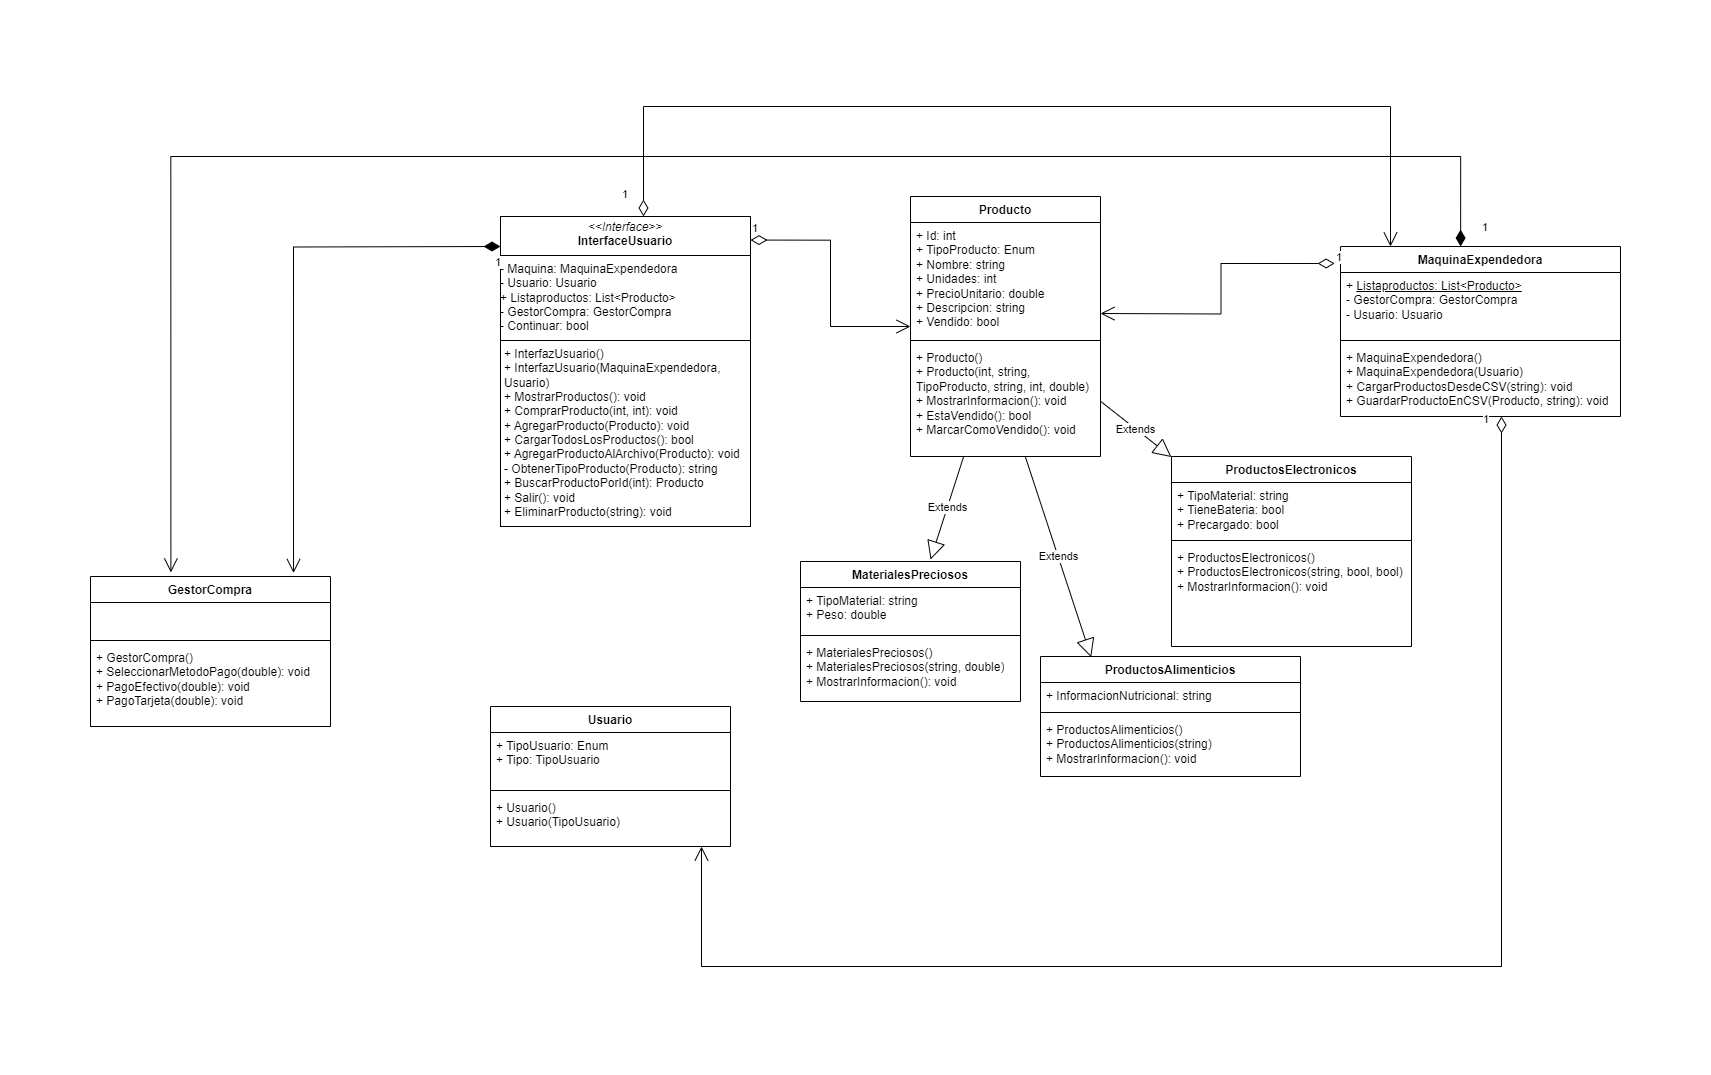 1
<<Interface>>
InterfaceUsuario
1
1
- Maquina: MaquinaExpendedora
- Usuario: Usuario
+ Listaproductos: List<Producto>
- GestorCompra: GestorCompra
- Continuar: bool
+ InterfazUsuario()
+ InterfazUsuario(MaquinaExpendedora,
Usuario)
+ MostrarProductos(): void
+ ComprarProducto(int, int): void
+ AgregarProducto(Producto): void
+ CargarTodosLosProductos(): bool
+ AgregarProductoAlArchivo(Producto): void
- ObtenerTipoProducto(Producto): string
+ BuscarProductoPorId(int): Producto
+ Salir(): void
+ EliminarProducto(string): void
Producto
+ Id: int
+ TipoProducto: Enum
+ Nombre: string
+ Unidades: int
+ PrecioUnitario: double
+ Descripcion: string
+ Vendido: bool
+ Producto()
+ Producto(int, string,
TipoProducto, string, int, double)
+ MostrarInformacion(): void
+ EstaVendido(): bool
+ MarcarComoVendido(): void
1
1
MaquinaExpendedora
+ Listaproductos: List<Producto>
- GestorCompra: GestorCompra
- Usuario: Usuario
+ MaquinaExpendedora()
+ MaquinaExpendedora(Usuario)
+ CargarProductosDesdeCSV(string): void
+ GuardarProductoEnCSV(Producto, string): void
1
Extends
Extends
Extends
ProductosElectronicos
+ TipoMaterial: string
+ TieneBateria: bool
+ Precargado: bool
+ ProductosElectronicos()
+ ProductosElectronicos(string, bool, bool)
+ MostrarInformacion(): void
MaterialesPreciosos
+ TipoMaterial: string
+ Peso: double
+ MaterialesPreciosos()
+ MaterialesPreciosos(string, double)
+ MostrarInformacion(): void
ProductosAlimenticios
+ InformacionNutricional: string
+ ProductosAlimenticios()
+ ProductosAlimenticios(string)
+ MostrarInformacion(): void
GestorCompra
+ GestorCompra()
+ SeleccionarMetodoPago(double): void
+ PagoEfectivo(double): void
+ PagoTarjeta(double): void
Usuario
+ TipoUsuario: Enum
+ Tipo: TipoUsuario
+ Usuario()
+ Usuario(TipoUsuario)